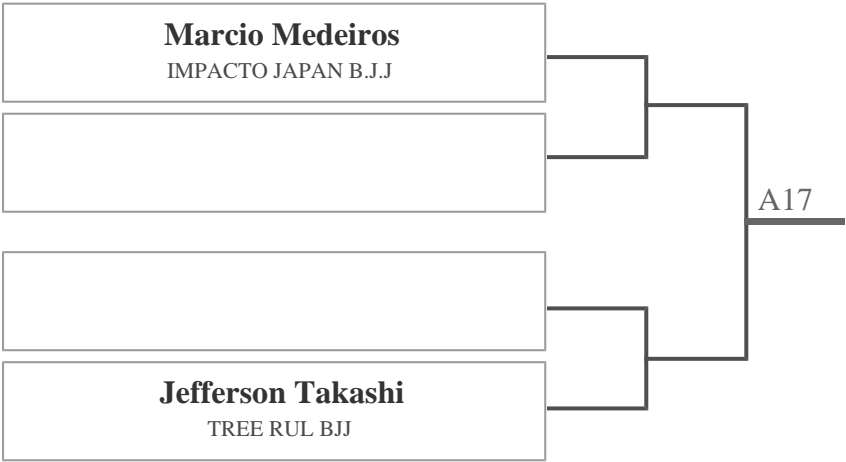 Marcio Medeiros
IMPACTO JAPAN B.J.J
A17
Jefferson Takashi
TREE RUL BJJ